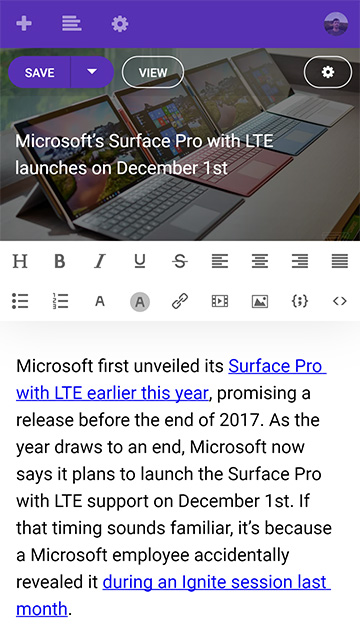 SAVE
VIEW
Microsoft's Surface Pro with LTE
launches on December 1st
H B I U S
A A {;} <>
Microsoft first unveiled its Surface Pro
with LTE earlier this year, promising a
release before the end of 2017. As the
year draws to an end, Microsoft now
says it plans to launch the Surface Pro
with LTE support on December 1st. If
that timing sounds familiar, it's because
a Microsoft employee accidentally
revealed it during an Ignite session last
month.